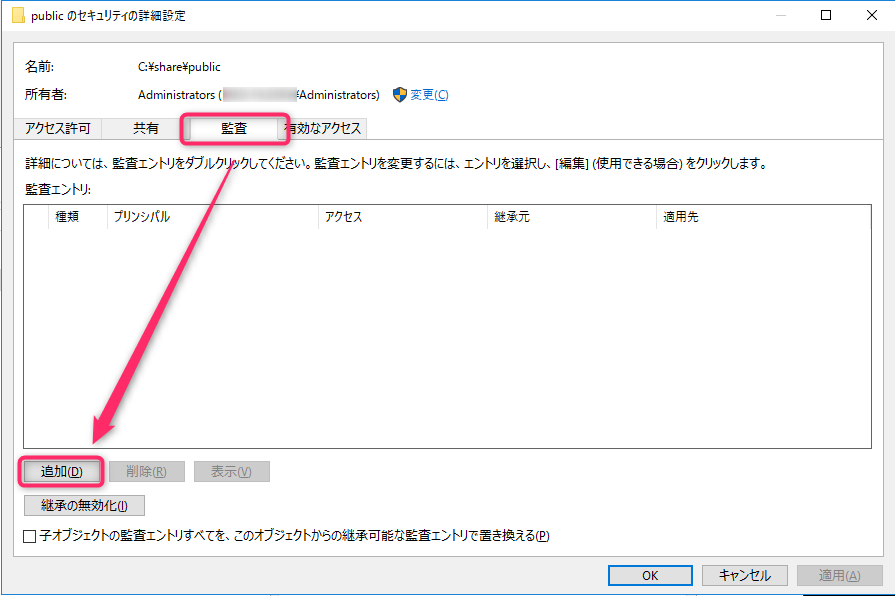 public のセキュリティの詳細設定
名前: C:¥share¥public
所有者: Administrators ( ¥Administrators) 変更(C)
アクセス許可 共有 監査 有効なアクセス
詳細については、監査エントリをダブルクリックしてください。監査エントリを変更するには、エントリを選択し、[編集] (使用できる場合) をクリックします。
監査エントリ:
種類 プリンシパル アクセス 継承元 適用先
追加(D) 削除(R) 表示(V)
継承の無効化(I)
子オブジェクトの監査エントリすべてを、このオブジェクトからの継承可能な監査エントリで置き換える(P)
OK キャンセル 適用(A)